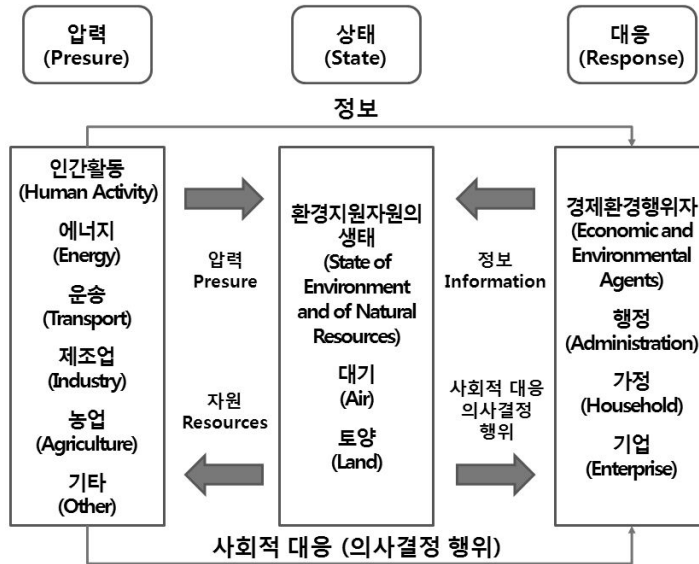 압력
(Presure)
상태
(State)
대응
(Response)
정보
인간활동
(Human Activity)
에너지
(Energy)
운송
(Transport)
제조업
(Industry)
농업
(Agriculture)
기타
(Other)
압력
Presure
자원
Resources
환경지원자원의
생태
(State of
Environment
and of Natural
Resources)
대기
(Air)
토양
(Land)
정보
Information
사회적 대응
의사결정
행위
경제환경행위자
(Economic and
Environmental
Agents)
행정
(Administration)
가정
(Household)
기업
(Enterprise)
사회적 대응 (의사결정 행위)